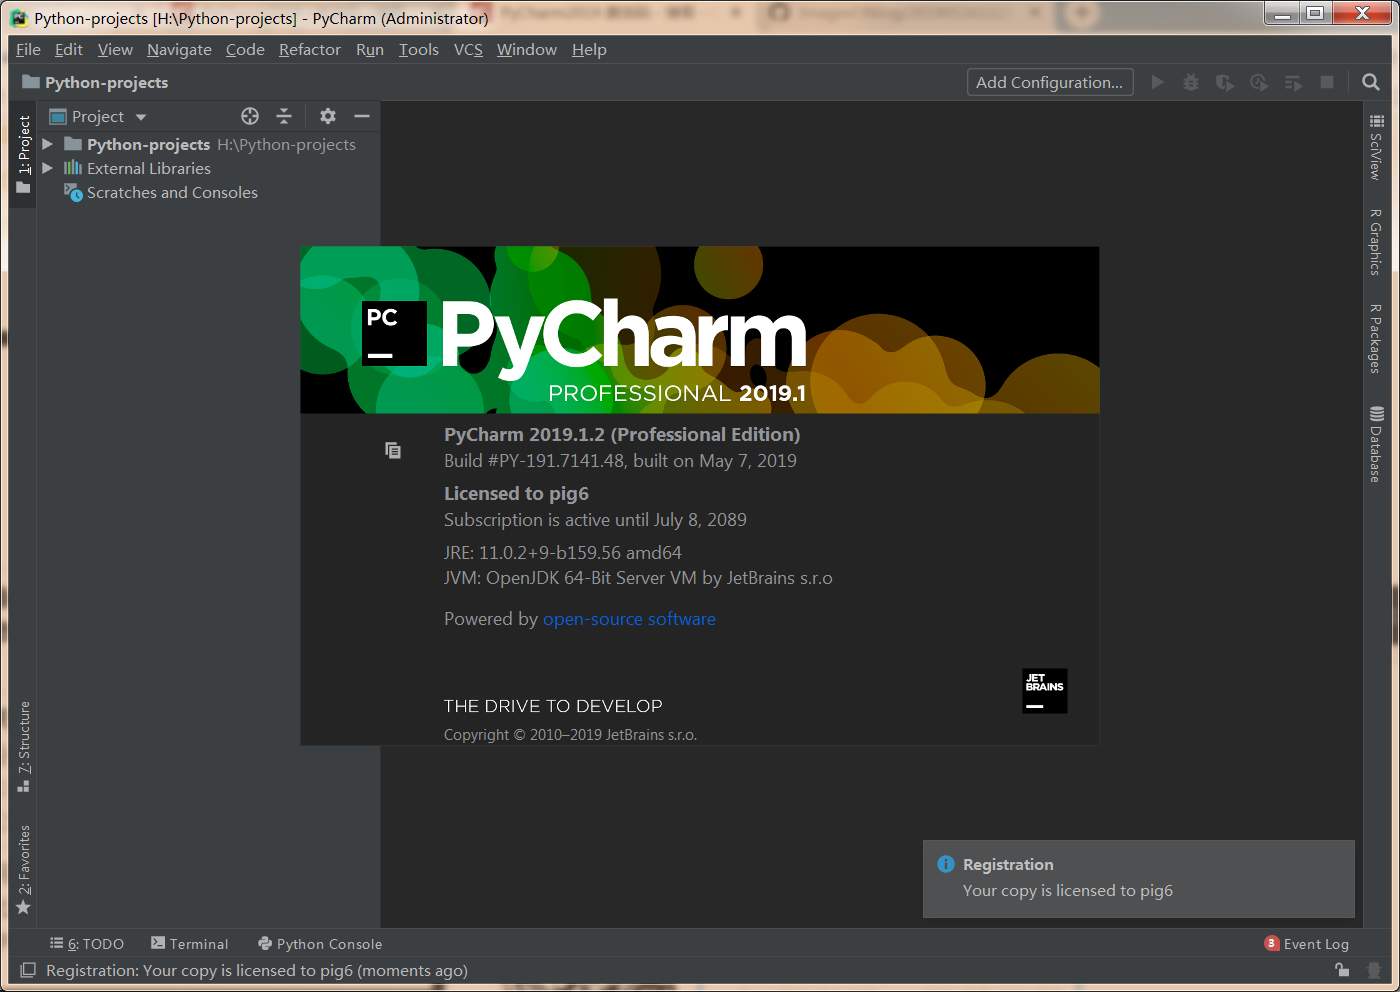 Python-projects [H:\Python-projects] - PyCharm (Administrator)
File Edit View Navigate Code Refactor Run Tools VCS Window Help
Python-projects
Add Configuration...
Project
1: Project
Python-projects H:\Python-projects
External Libraries
Scratches and Consoles
SciView
R Graphics
R Packages
Database
PC
PyCharm
PROFESSIONAL 2019.1
PyCharm 2019.1.2 (Professional Edition)
Build #PY-191.7141.48, built on May 7, 2019
Licensed to pig6
Subscription is active until July 8, 2089
JRE: 11.0.2+9-b159.56 amd64
JVM: OpenJDK 64-Bit Server VM by JetBrains s.r.o
Powered by open-source software
JET
BRAINS
THE DRIVE TO DEVELOP
Copyright © 2010–2019 JetBrains s.r.o.
7: Structure
2: Favorites
Registration
Your copy is licensed to pig6
6: TODO
Terminal
Python Console
3 Event Log
Registration: Your copy is licensed to pig6 (moments ago)